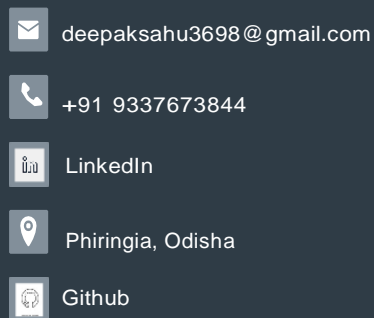 deepaksahu3698@gmail.com
+91 9337673844
LinkedIn
Phiringia, Odisha
Github